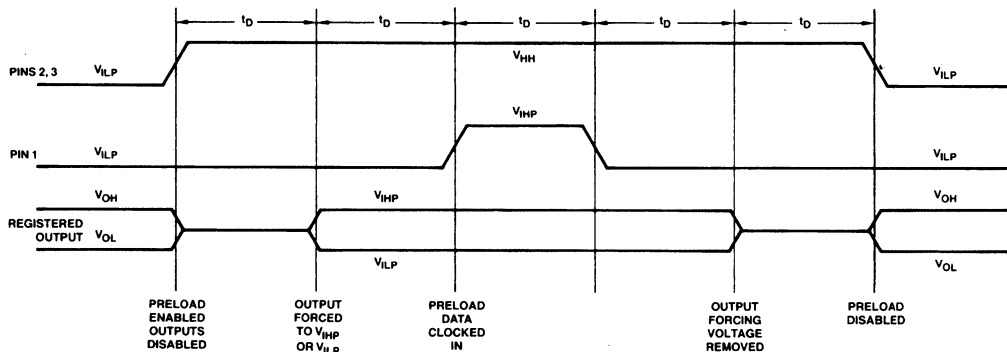 tD tD tD tD tD
PINS 2, 3 VILP VHH VILP
PIN 1 VILP VIHP VILP
REGISTERED OUTPUT VOH VOL VIHP VILP VOH VOL
PRELOAD
ENABLED
OUTPUTS
DISABLED
OUTPUT
FORCED
TO VIHP
OR VILP
PRELOAD
DATA
CLOCKED
IN
OUTPUT
FORCING
VOLTAGE
REMOVED
PRELOAD
DISABLED